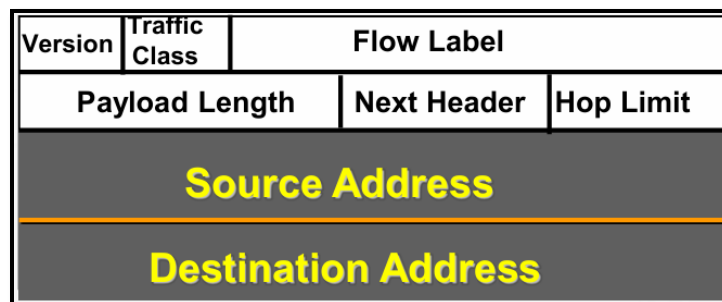 Version
Traffic
Class
Flow Label
Payload Length
Next Header
Hop Limit
Source Address
Destination Address